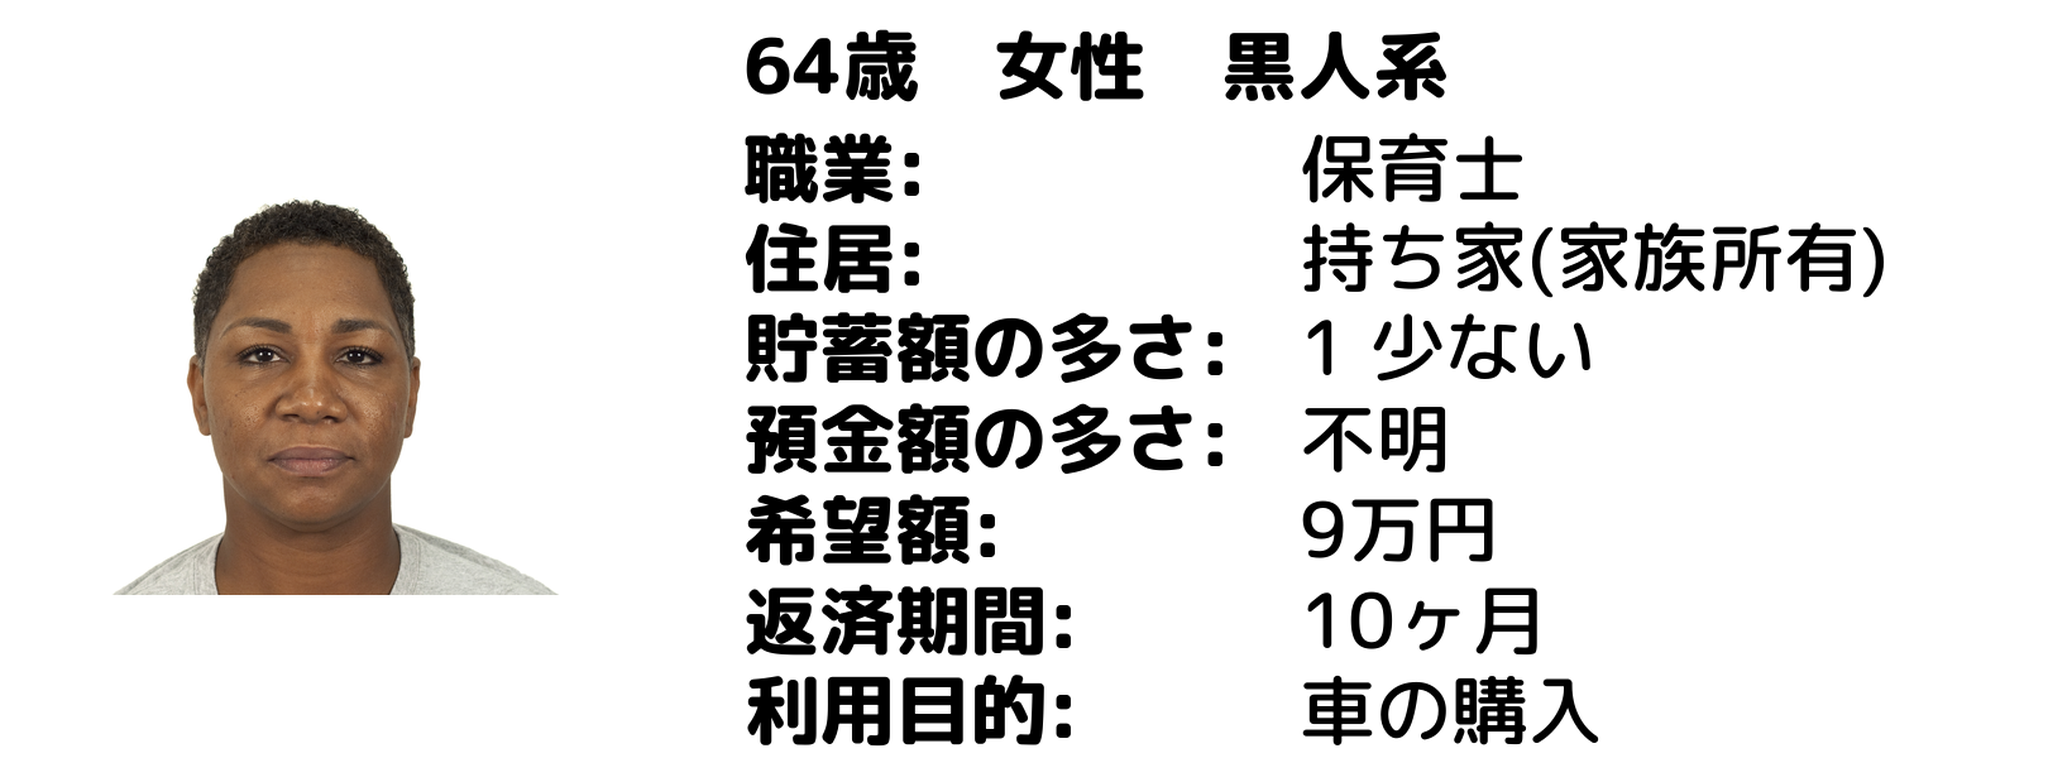 64歳　女性　黒人系
職業: 保育士
住居: 持ち家(家族所有)
貯蓄額の多さ: 1 少ない
預金額の多さ: 不明
希望額: 9万円
返済期間: 10ヶ月
利用目的: 車の購入